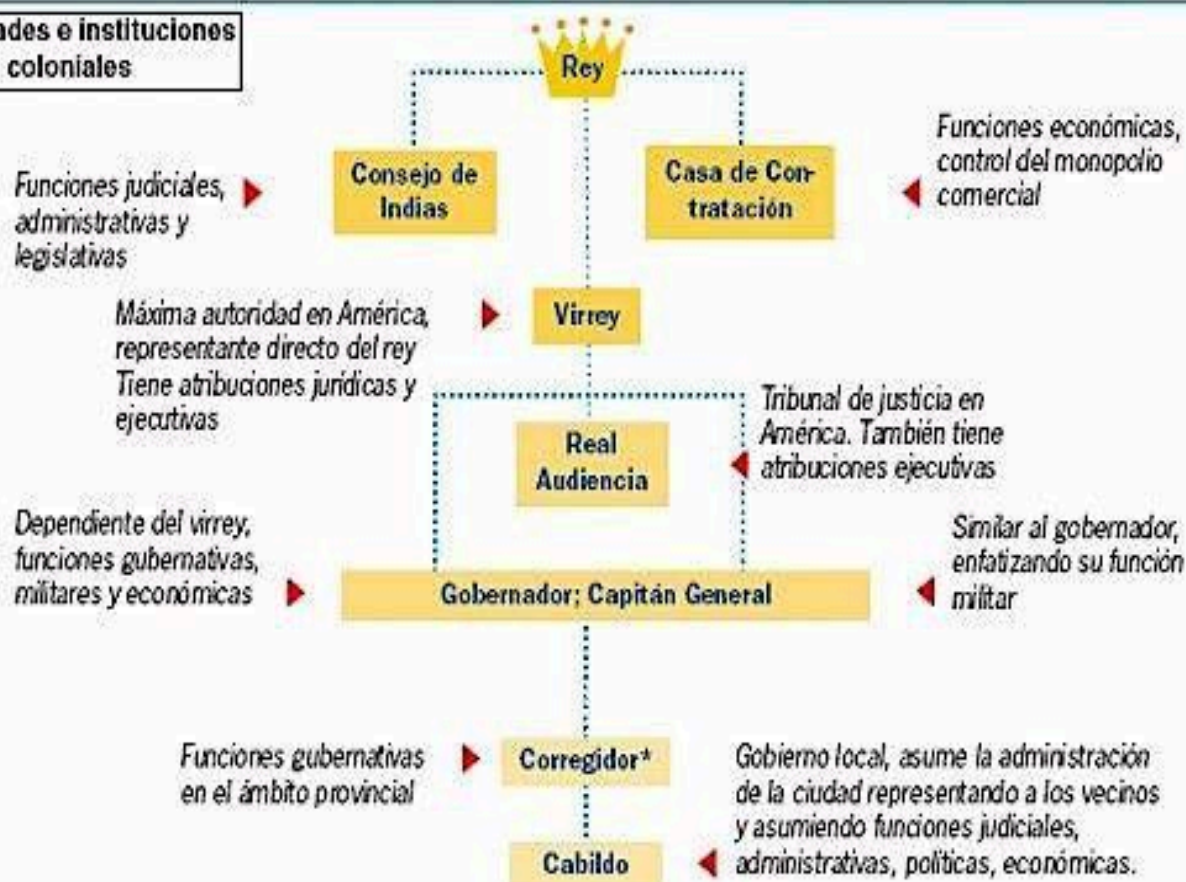 ades e instituciones
coloniales
Rey
Consejo de
Indias
Casa de Con-
tratación
Funciones judiciales,
administrativas y
legislativas
Funciones económicas,
control del monopolio
comercial
Máxima autoridad en América,
representante directo del rey
Tiene atribuciones jurídicas y
ejecutivas
Virrey
Real
Audiencia
Tribunal de justicia en
América. También tiene
atribuciones ejecutivas
Dependiente del virrey,
funciones gubernativas,
militares y económicas
Gobernador; Capitán General
Similar al gobernador,
enfatizando su función
militar
Funciones gubernativas
en el ámbito provincial
Corregidor*
Cabildo
Gobierno local, asume la administración
de la ciudad representando a los vecinos
y asumiendo funciones judiciales,
administrativas, políticas, económicas.